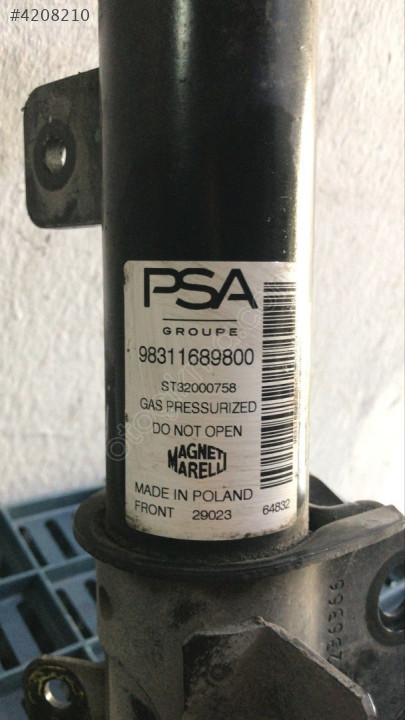 #4208210
PSA
GROUPE
98311689800
ST32000758
GAS PRESSURIZED
DO NOT OPEN
MAGNETI
MARELLI
MADE IN POLAND
FRONT 29023 64832